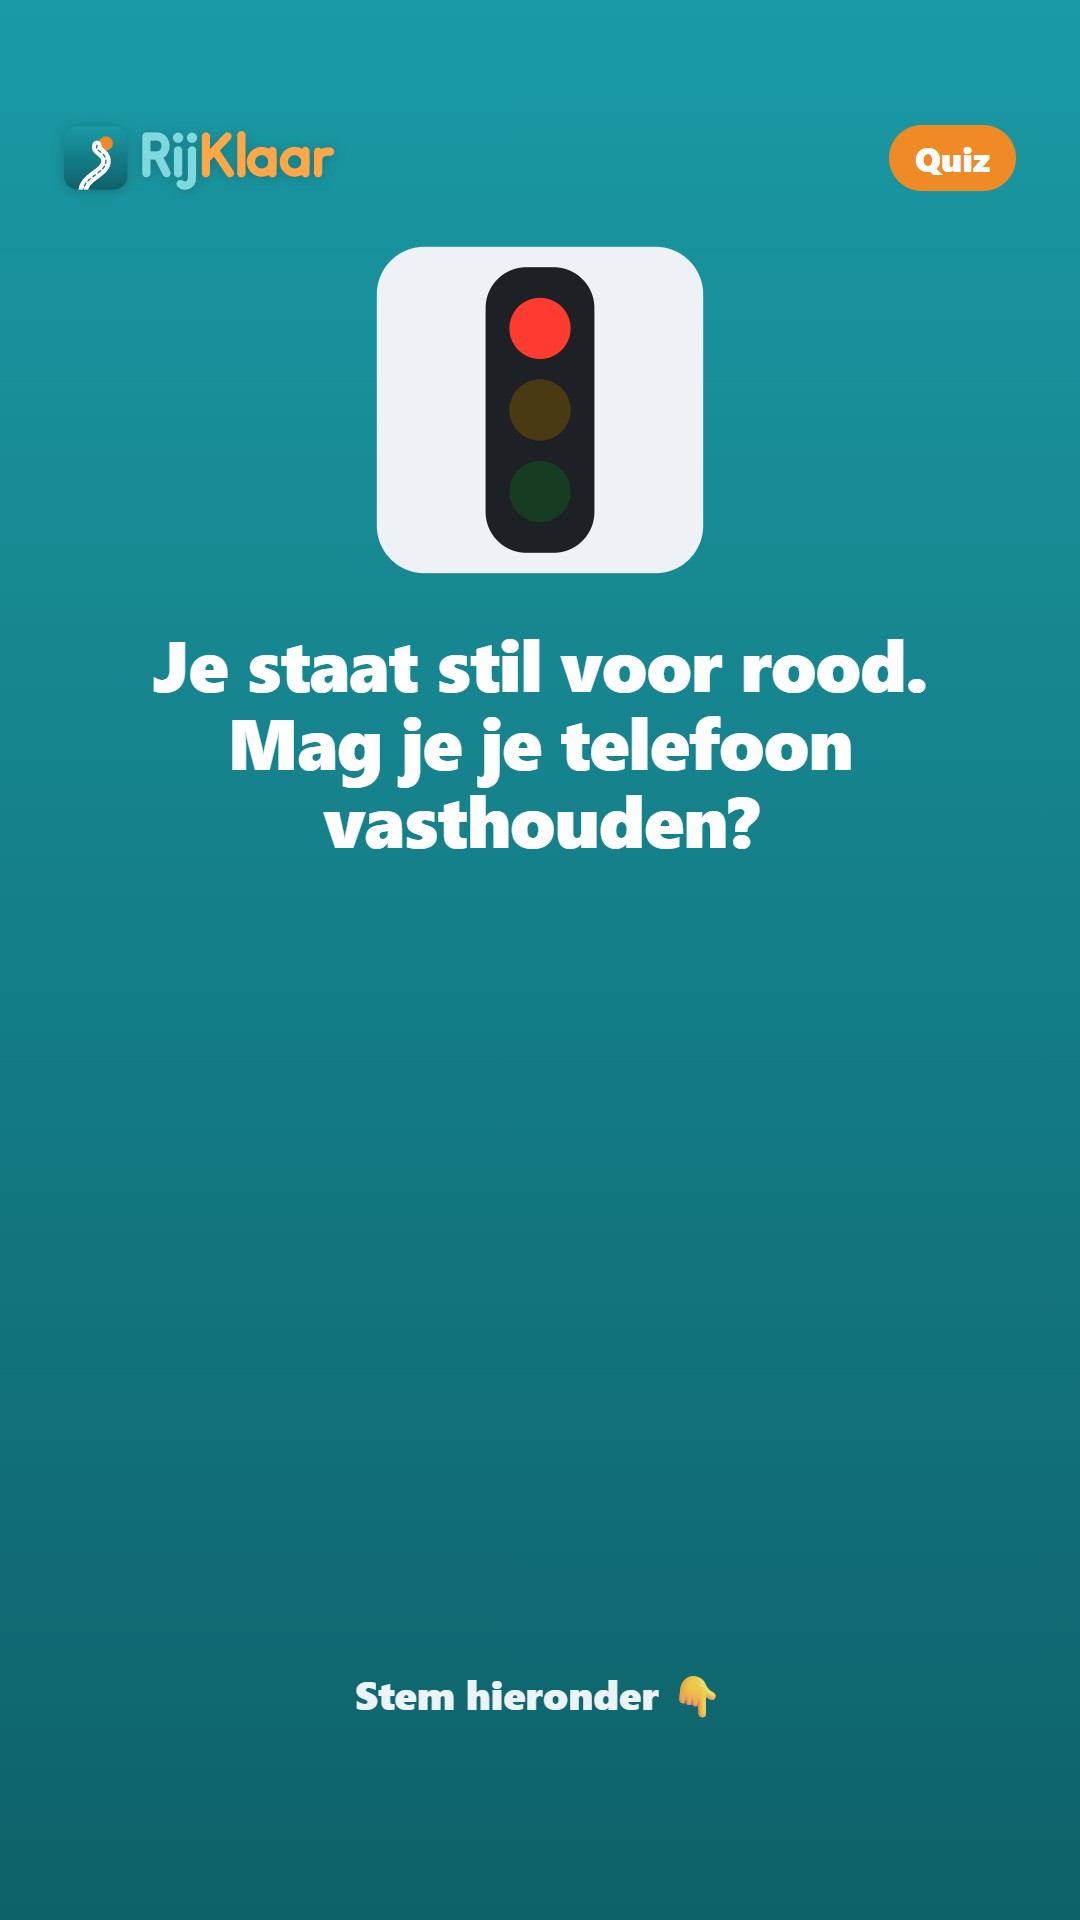 RijKlaar
Quiz
Je staat stil voor rood.
Mag je je telefoon
vasthouden?
Stem hieronder 👇